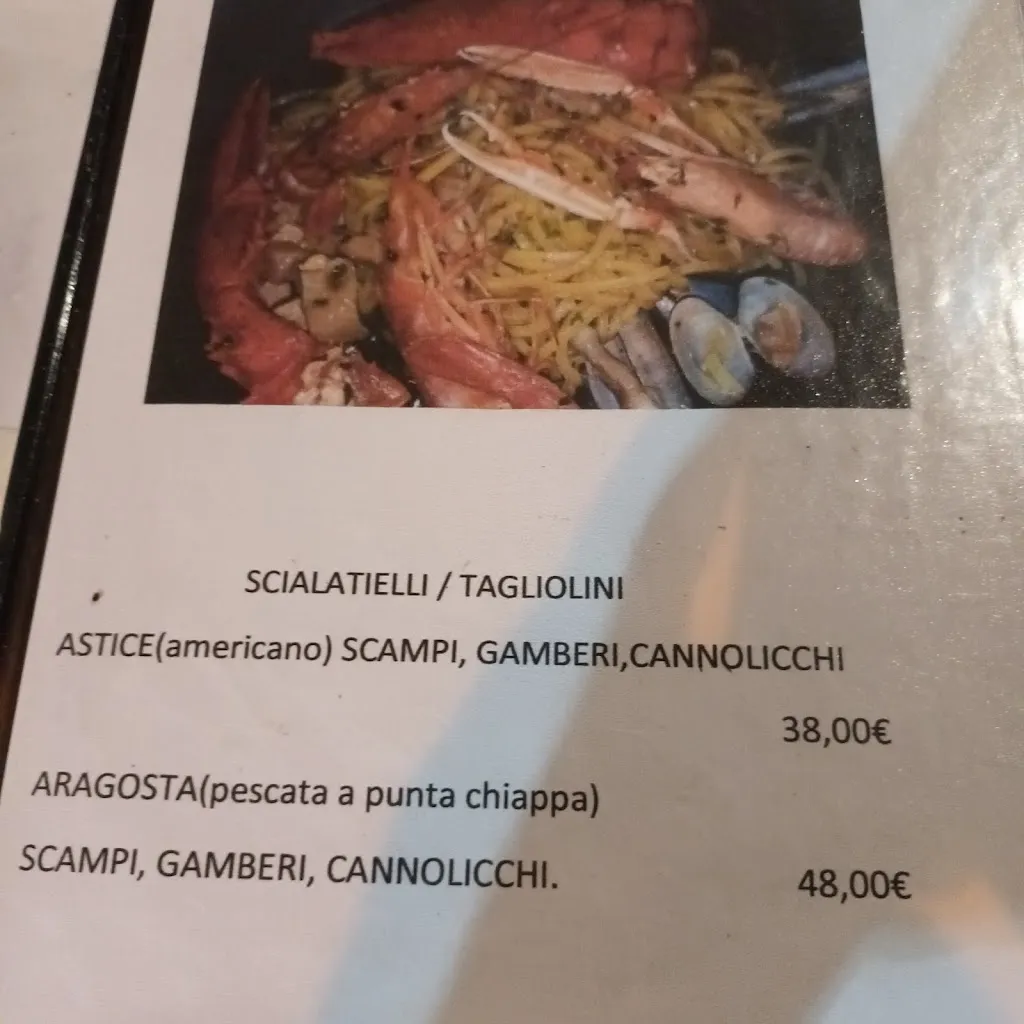 SCIALATIELLI / TAGLIOLINI
ASTICE(americano) SCAMPI, GAMBERI,CANNOLICCHI
38,00€
ARAGOSTA(pescata a punta chiappa)
SCAMPI, GAMBERI, CANNOLICCHI. 48,00€